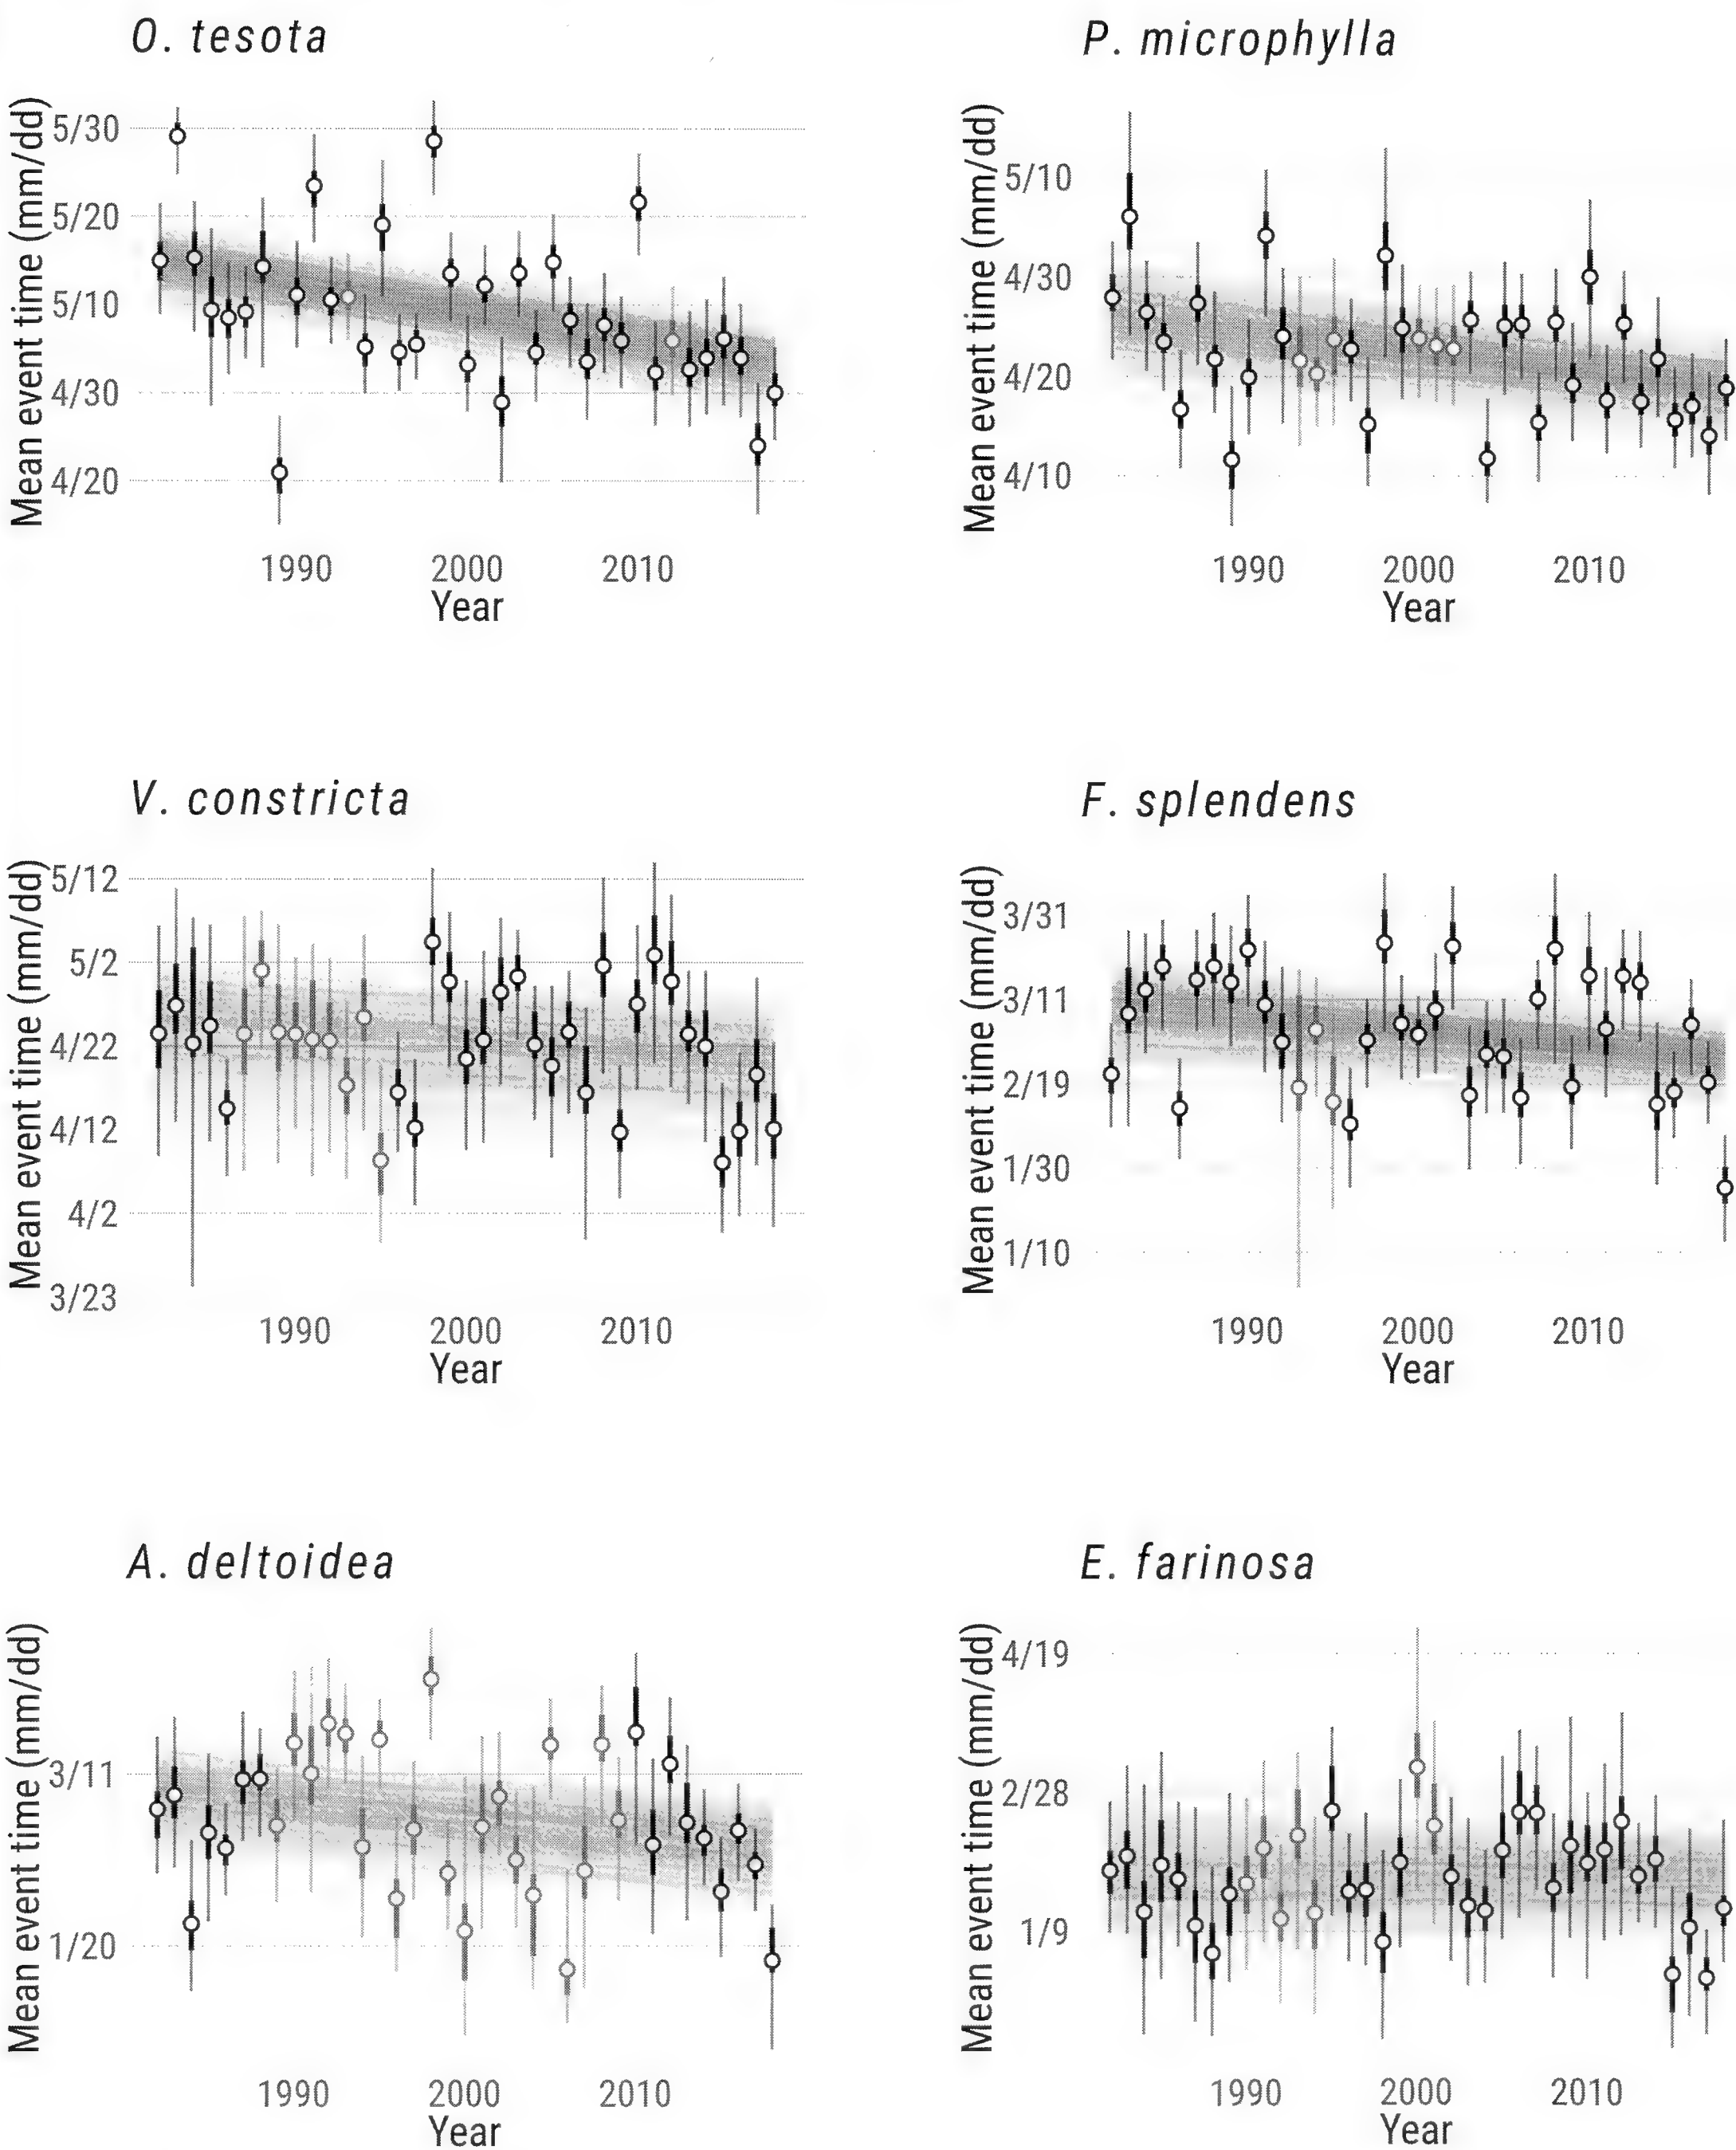 O. tesota
Mean event time (mm/dd)
5/30
5/20
5/10
4/30
4/20
1990 2000 2010
Year
P. microphylla
Mean event time (mm/dd)
5/10
4/30
4/20
4/10
1990 2000 2010
Year
V. constricta
Mean event time (mm/dd)
5/12
5/2
4/22
4/12
4/2
3/23
1990 2000 2010
Year
F. splendens
Mean event time (mm/dd)
3/31
3/11
2/19
1/30
1/10
1990 2000 2010
Year
A. deltoidea
Mean event time (mm/dd)
3/11
1/20
1990 2000 2010
Year
E. farinosa
Mean event time (mm/dd)
4/19
2/28
1/9
1990 2000 2010
Year